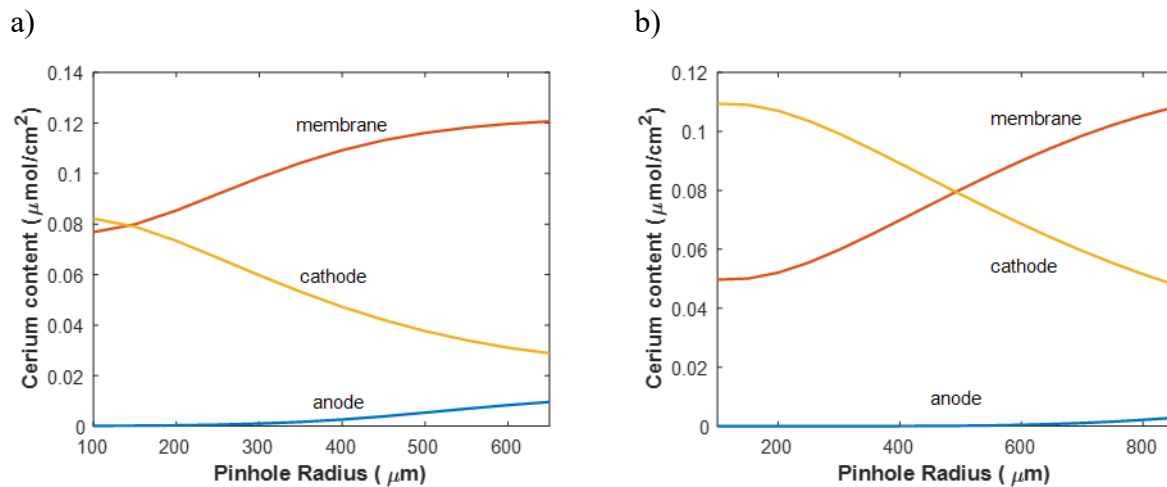 a)
b)
0.14
0.12
0.1
0.08
0.06
0.04
0.02
0
Cerium content (μmol/cm²)
membrane
cathode
anode
100 200 300 400 500 600
Pinhole Radius ( μm)
0.12
0.1
0.08
0.06
0.04
0.02
0
Cerium content (μmol/cm²)
membrane
cathode
anode
200 400 600 800
Pinhole Radius ( μm)